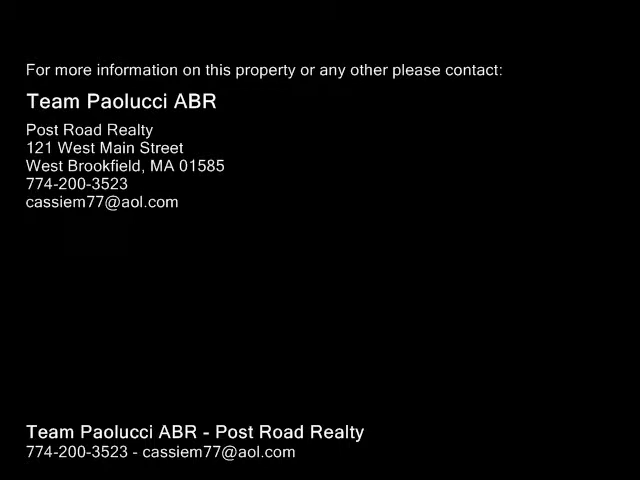 For more information on this property or any other please contact:
Team Paolucci ABR
Post Road Realty
121 West Main Street
West Brookfield, MA 01585
774-200-3523
cassiem77@aol.com
Team Paolucci ABR - Post Road Realty
774-200-3523 - cassiem77@aol.com